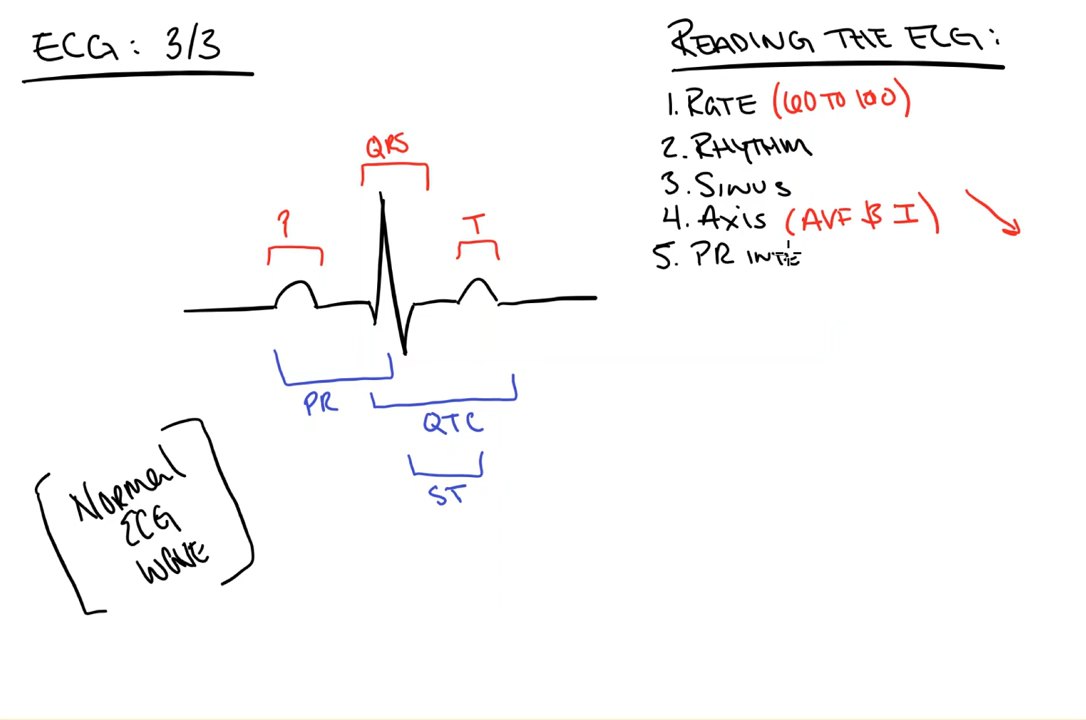 ECG: 3/3
READING THE ECG:
1. RATE (60 TO 100)
2. RHYTHM
3. SINUS
4. AXIS (AVF & I)
5. PR INTE
QRS
P
T
PR
QTC
ST
NORMAL
ECG
WAVE